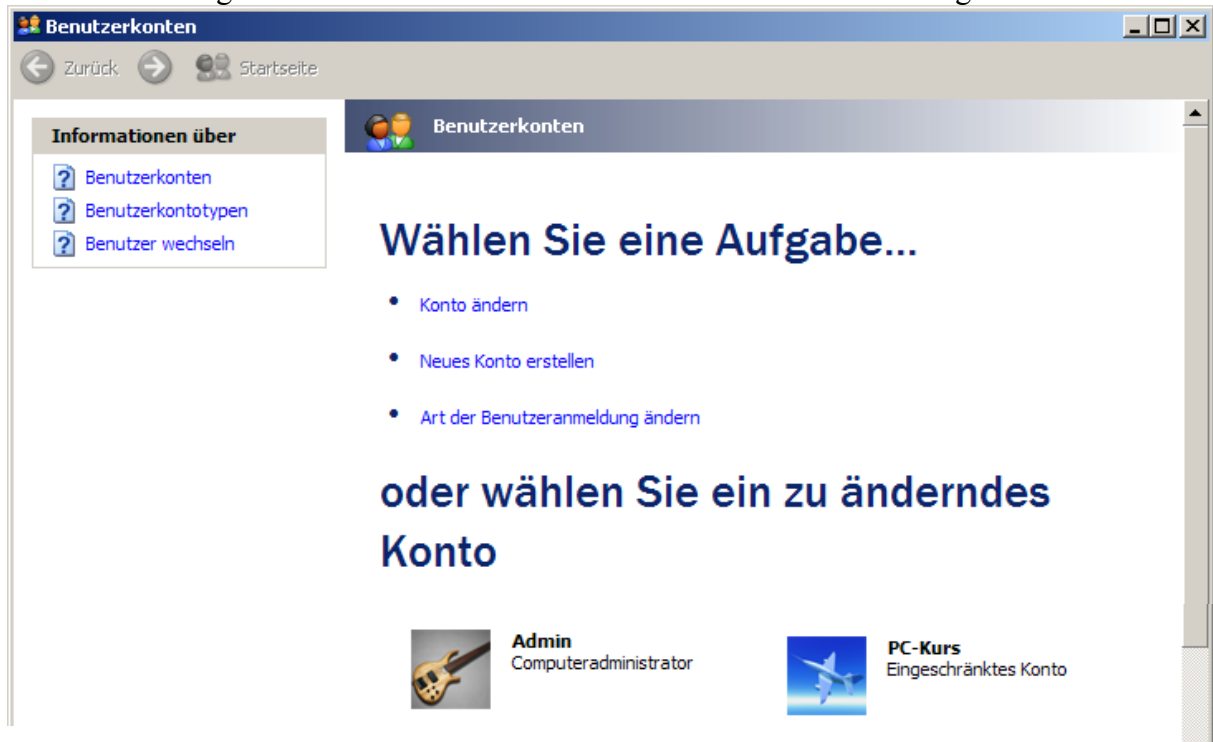 Benutzerkonten
Zurück Startseite
Informationen über
Benutzerkonten
Benutzerkontotypen
Benutzer wechseln
Benutzerkonten
Wählen Sie eine Aufgabe...
• Konto ändern
• Neues Konto erstellen
• Art der Benutzeranmeldung ändern
oder wählen Sie ein zu änderndes
Konto
Admin
Computeradministrator
PC-Kurs
Eingeschränktes Konto